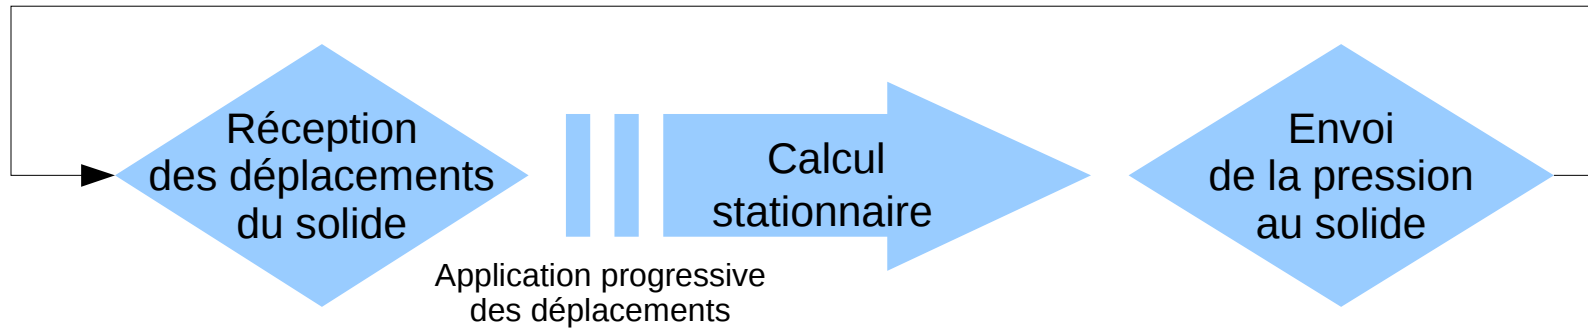 Réception
des déplacements
du solide
Application progressive
des déplacements
Calcul
stationnaire
Envoi
de la pression
au solide